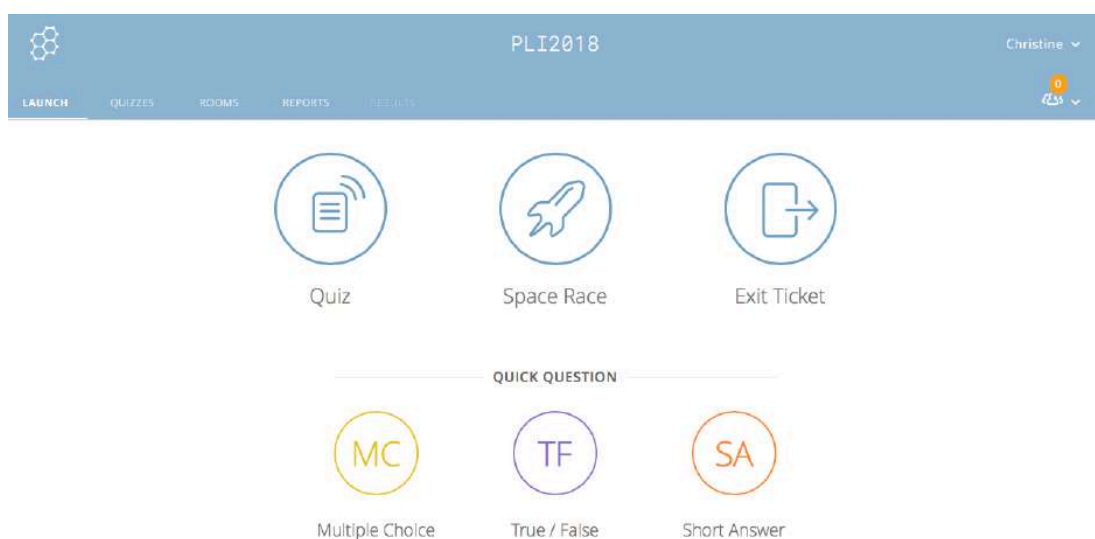 PLI2018
Christine
0
LAUNCH QUIZZES ROOMS REPORTS RESULTS
Quiz Space Race Exit Ticket
QUICK QUESTION
MC TF SA
Multiple Choice True / False Short Answer